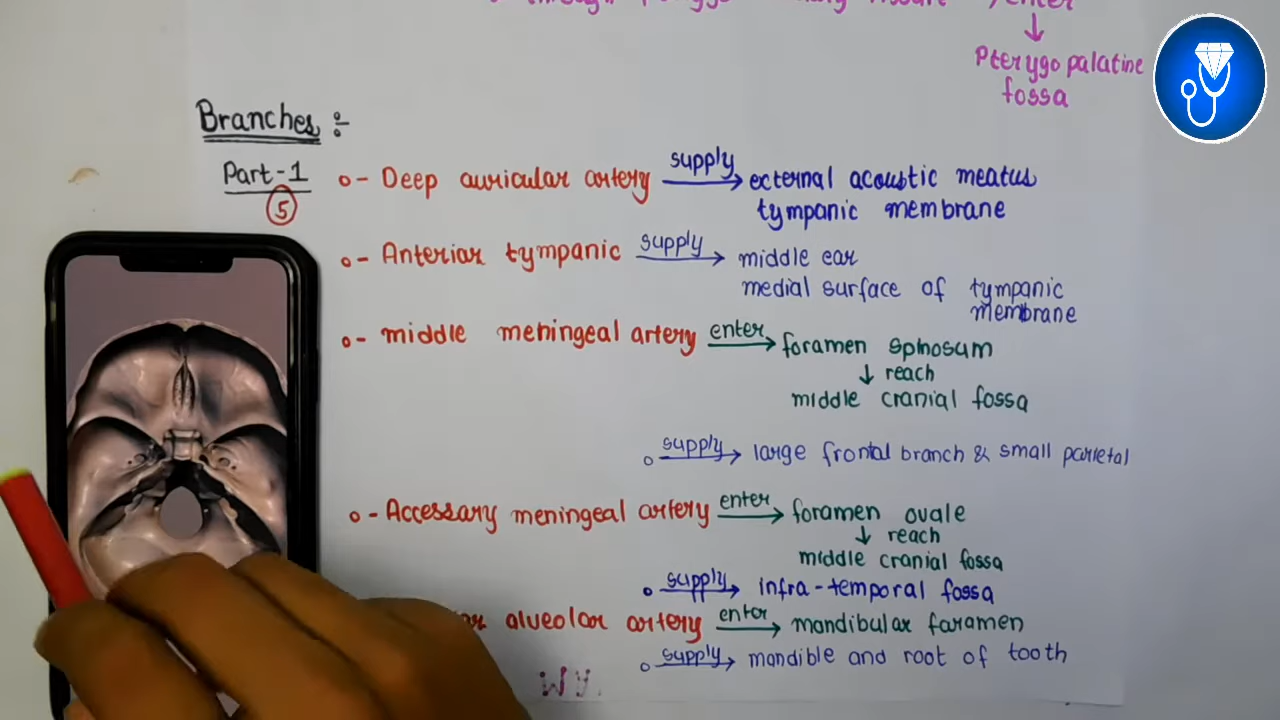 Pterygo palatine
fossa
Branches :-
Part-1
5
o- Deep auricular artery supply → external acoustic meatus
tympanic membrane
o- Anterior tympanic supply → middle ear
medial surface of tympanic
membrane
o- middle meningeal artery enter → foramen spinosum
↓ reach
middle cranial fossa
o supply → large frontal branch & small parietal
o- Accessary meningeal artery enter → foramen ovale
↓ reach
middle cranial fossa
o supply → infra-temporal fossa
alveolar artery enter → mandibular foramen
o supply → mandible and root of tooth